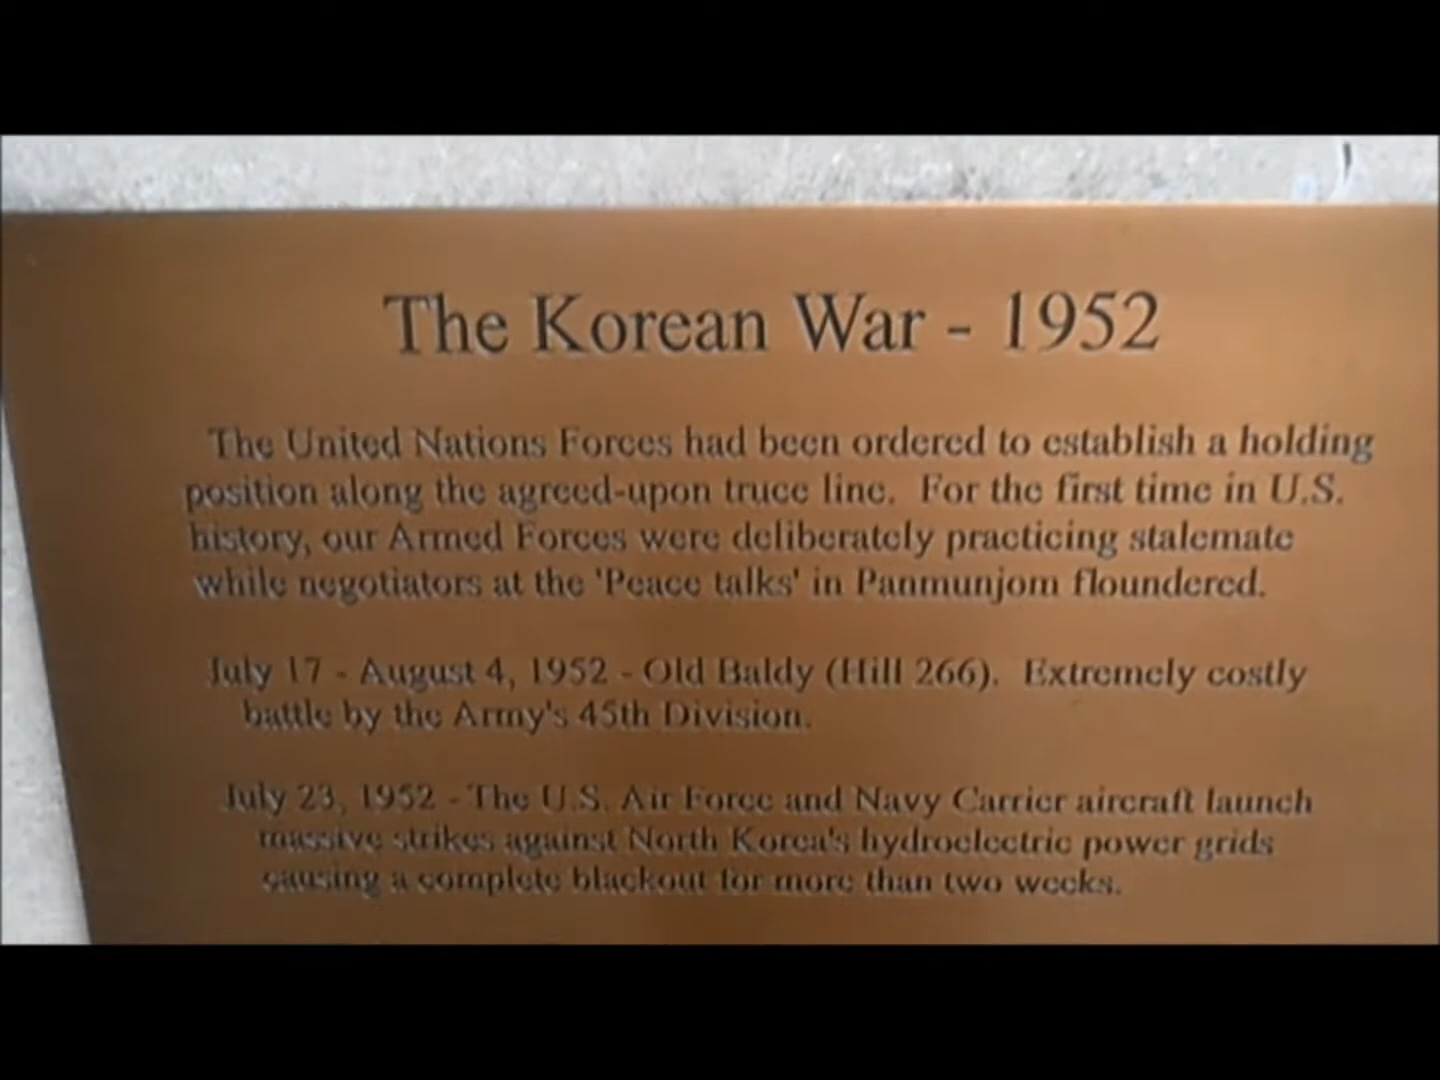 The Korean War - 1952
The United Nations Forces had been ordered to establish a holding
position along the agreed-upon truce line. For the first time in U.S.
history, our Armed Forces were deliberately practicing stalemate
while negotiators at the 'Peace talks' in Panmunjom floundered.
July 17 - August 4, 1952 - Old Baldy (Hill 266). Extremely costly
battle by the Army's 45th Division.
July 23, 1952 - The U.S. Air Force and Navy Carrier aircraft launch
massive strikes against North Korea's hydroelectric power grids
causing a complete blackout for more than two weeks.